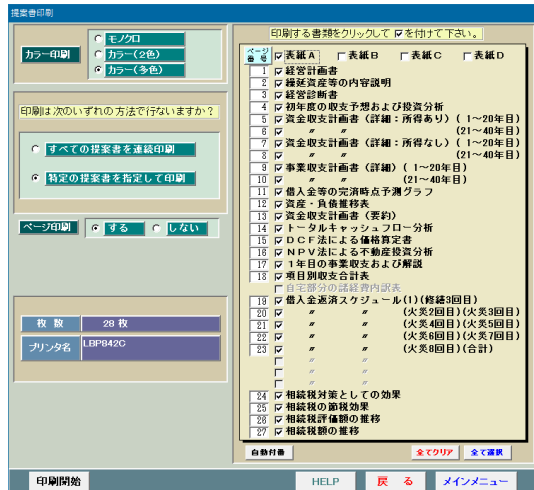 提案書印刷
カラー印刷
モノクロ
カラー(2色)
カラー(多色)
印刷は次のいずれの方法で行ないますか？
すべての提案書を連続印刷
特定の提案書を指定して印刷
ページ印刷 する しない
枚 数 28 枚
プリンタ名 LBP842C
印刷する書類をクリックして を付けて下さい。
ページ番号 表紙A 表紙B 表紙C 表紙D
1 経営計画書
2 繰延資産等の内容説明
3 経営診断書
4 初年度の収支予想および投資分析
5 資金収支計画書(詳細：所得あり)( 1～20年目)
6 〃 〃 (21～40年目)
7 資金収支計画書(詳細：所得なし)( 1～20年目)
8 〃 〃 (21～40年目)
9 事業収支計画書(詳細)( 1～20年目)
10 〃 〃 (21～40年目)
11 借入金等の完済時点予測グラフ
12 資産・負債推移表
13 資金収支計画書(要約)
14 トータルキャッシュフロー分析
15 DCF法による価格算定書
16 NPV法による不動産投資分析
17 1年目の事業収支および解説
18 項目別収支合計表
自宅部分の諸経費内訳表
19 借入金返済スケジュール(1)(修繕3回目)
20 〃 〃 (火災2回目)(火災3回目)
21 〃 〃 (火災4回目)(火災5回目)
22 〃 〃 (火災6回目)(火災7回目)
23 〃 〃 (火災8回目)(合計)
〃 〃
〃 〃
〃 〃
24 相続税対策としての効果
25 相続税の節税効果
26 相続税評価額の推移
27 相続税額の推移
自動付番 全てクリア 全て選択
印刷開始 HELP 戻 る メインメニュー